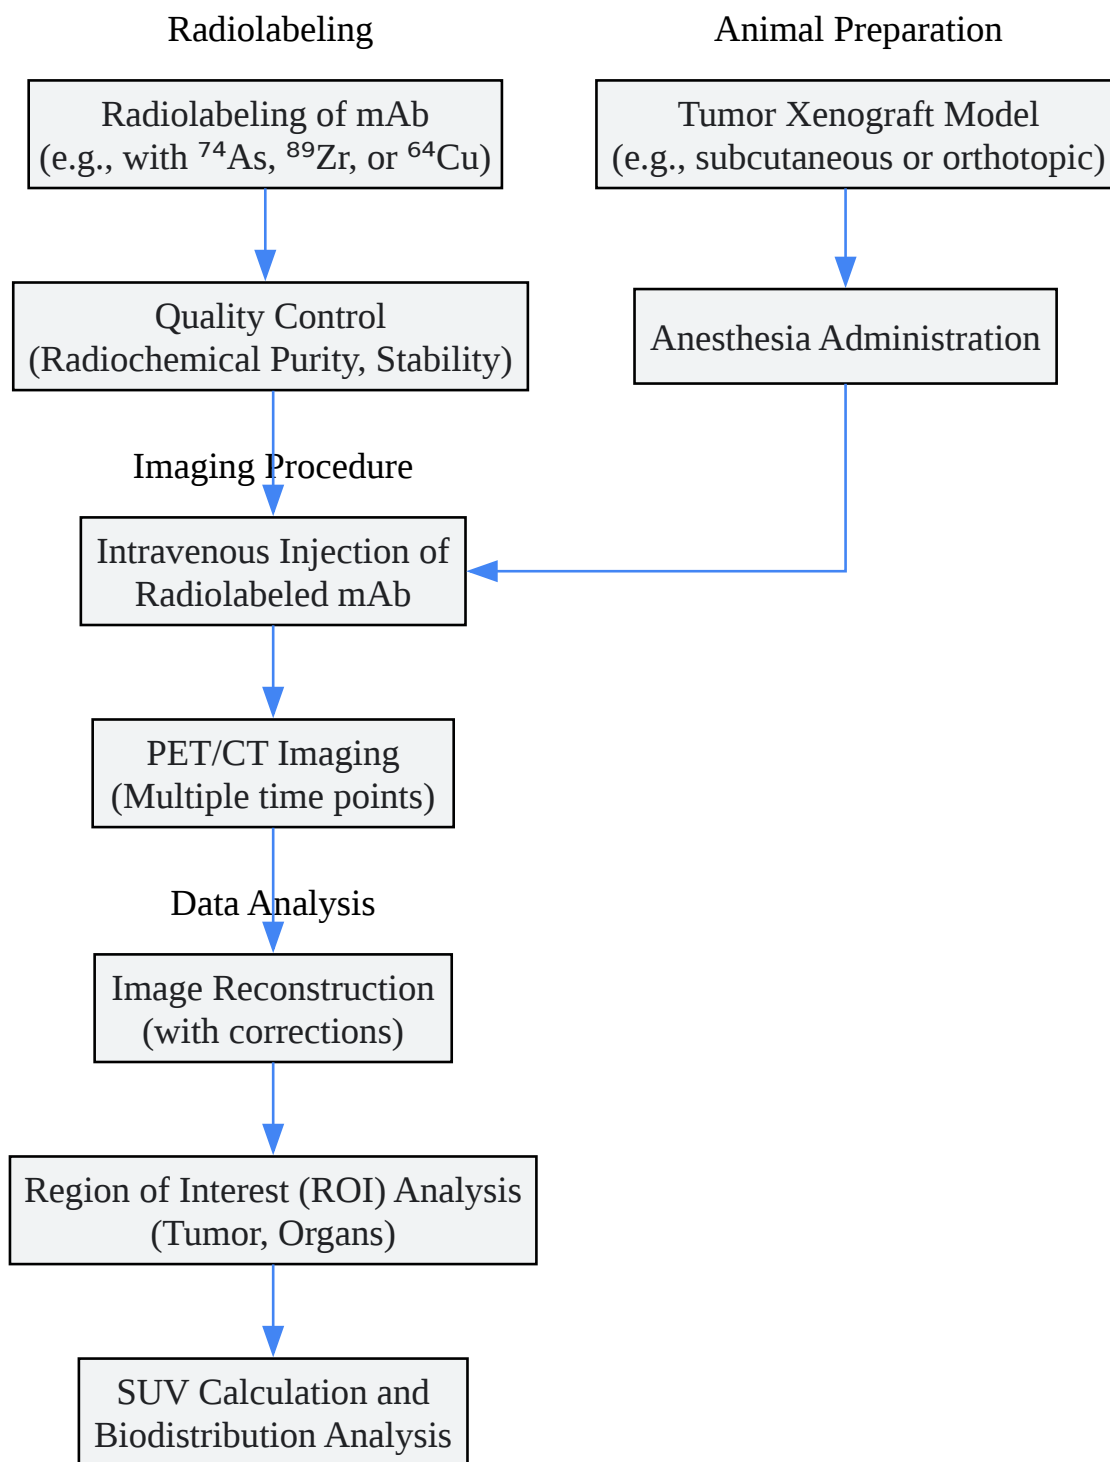 Radiolabeling
Radiolabeling of mAb
(e.g., with ⁷⁴As, ⁸⁹Zr, or ⁶⁴Cu)
Quality Control
(Radiochemical Purity, Stability)
Animal Preparation
Tumor Xenograft Model
(e.g., subcutaneous or orthotopic)
Anesthesia Administration
Imaging Procedure
Intravenous Injection of
Radiolabeled mAb
PET/CT Imaging
(Multiple time points)
Data Analysis
Image Reconstruction
(with corrections)
Region of Interest (ROI) Analysis
(Tumor, Organs)
SUV Calculation and
Biodistribution Analysis